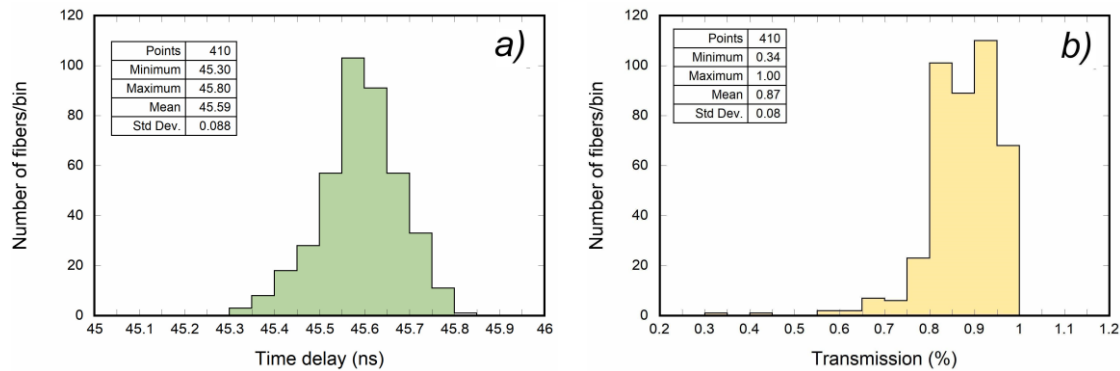 a)
Points 410
Minimum 45.30
Maximum 45.80
Mean 45.59
Std Dev. 0.088
Number of fibers/bin
120
100
80
60
40
20
0
45 45.1 45.2 45.3 45.4 45.5 45.6 45.7 45.8 45.9 46
Time delay (ns)
b)
Points 410
Minimum 0.34
Maximum 1.00
Mean 0.87
Std Dev. 0.08
Number of fibers/bin
120
100
80
60
40
20
0
0.2 0.3 0.4 0.5 0.6 0.7 0.8 0.9 1 1.1 1.2
Transmission (%)